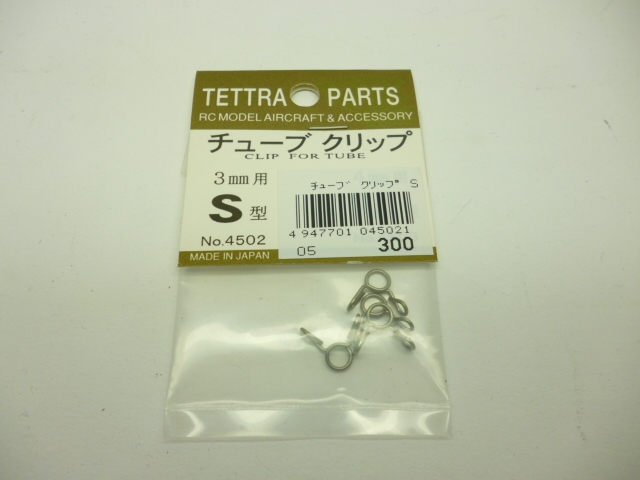 TETTRA PARTS
RC MODEL AIRCRAFT & ACCESSORY
チューブ クリップ
CLIP FOR TUBE
3mm用
S型
No.4502
MADE IN JAPAN
チューブ クリップ S
4 947701 045021
05 300